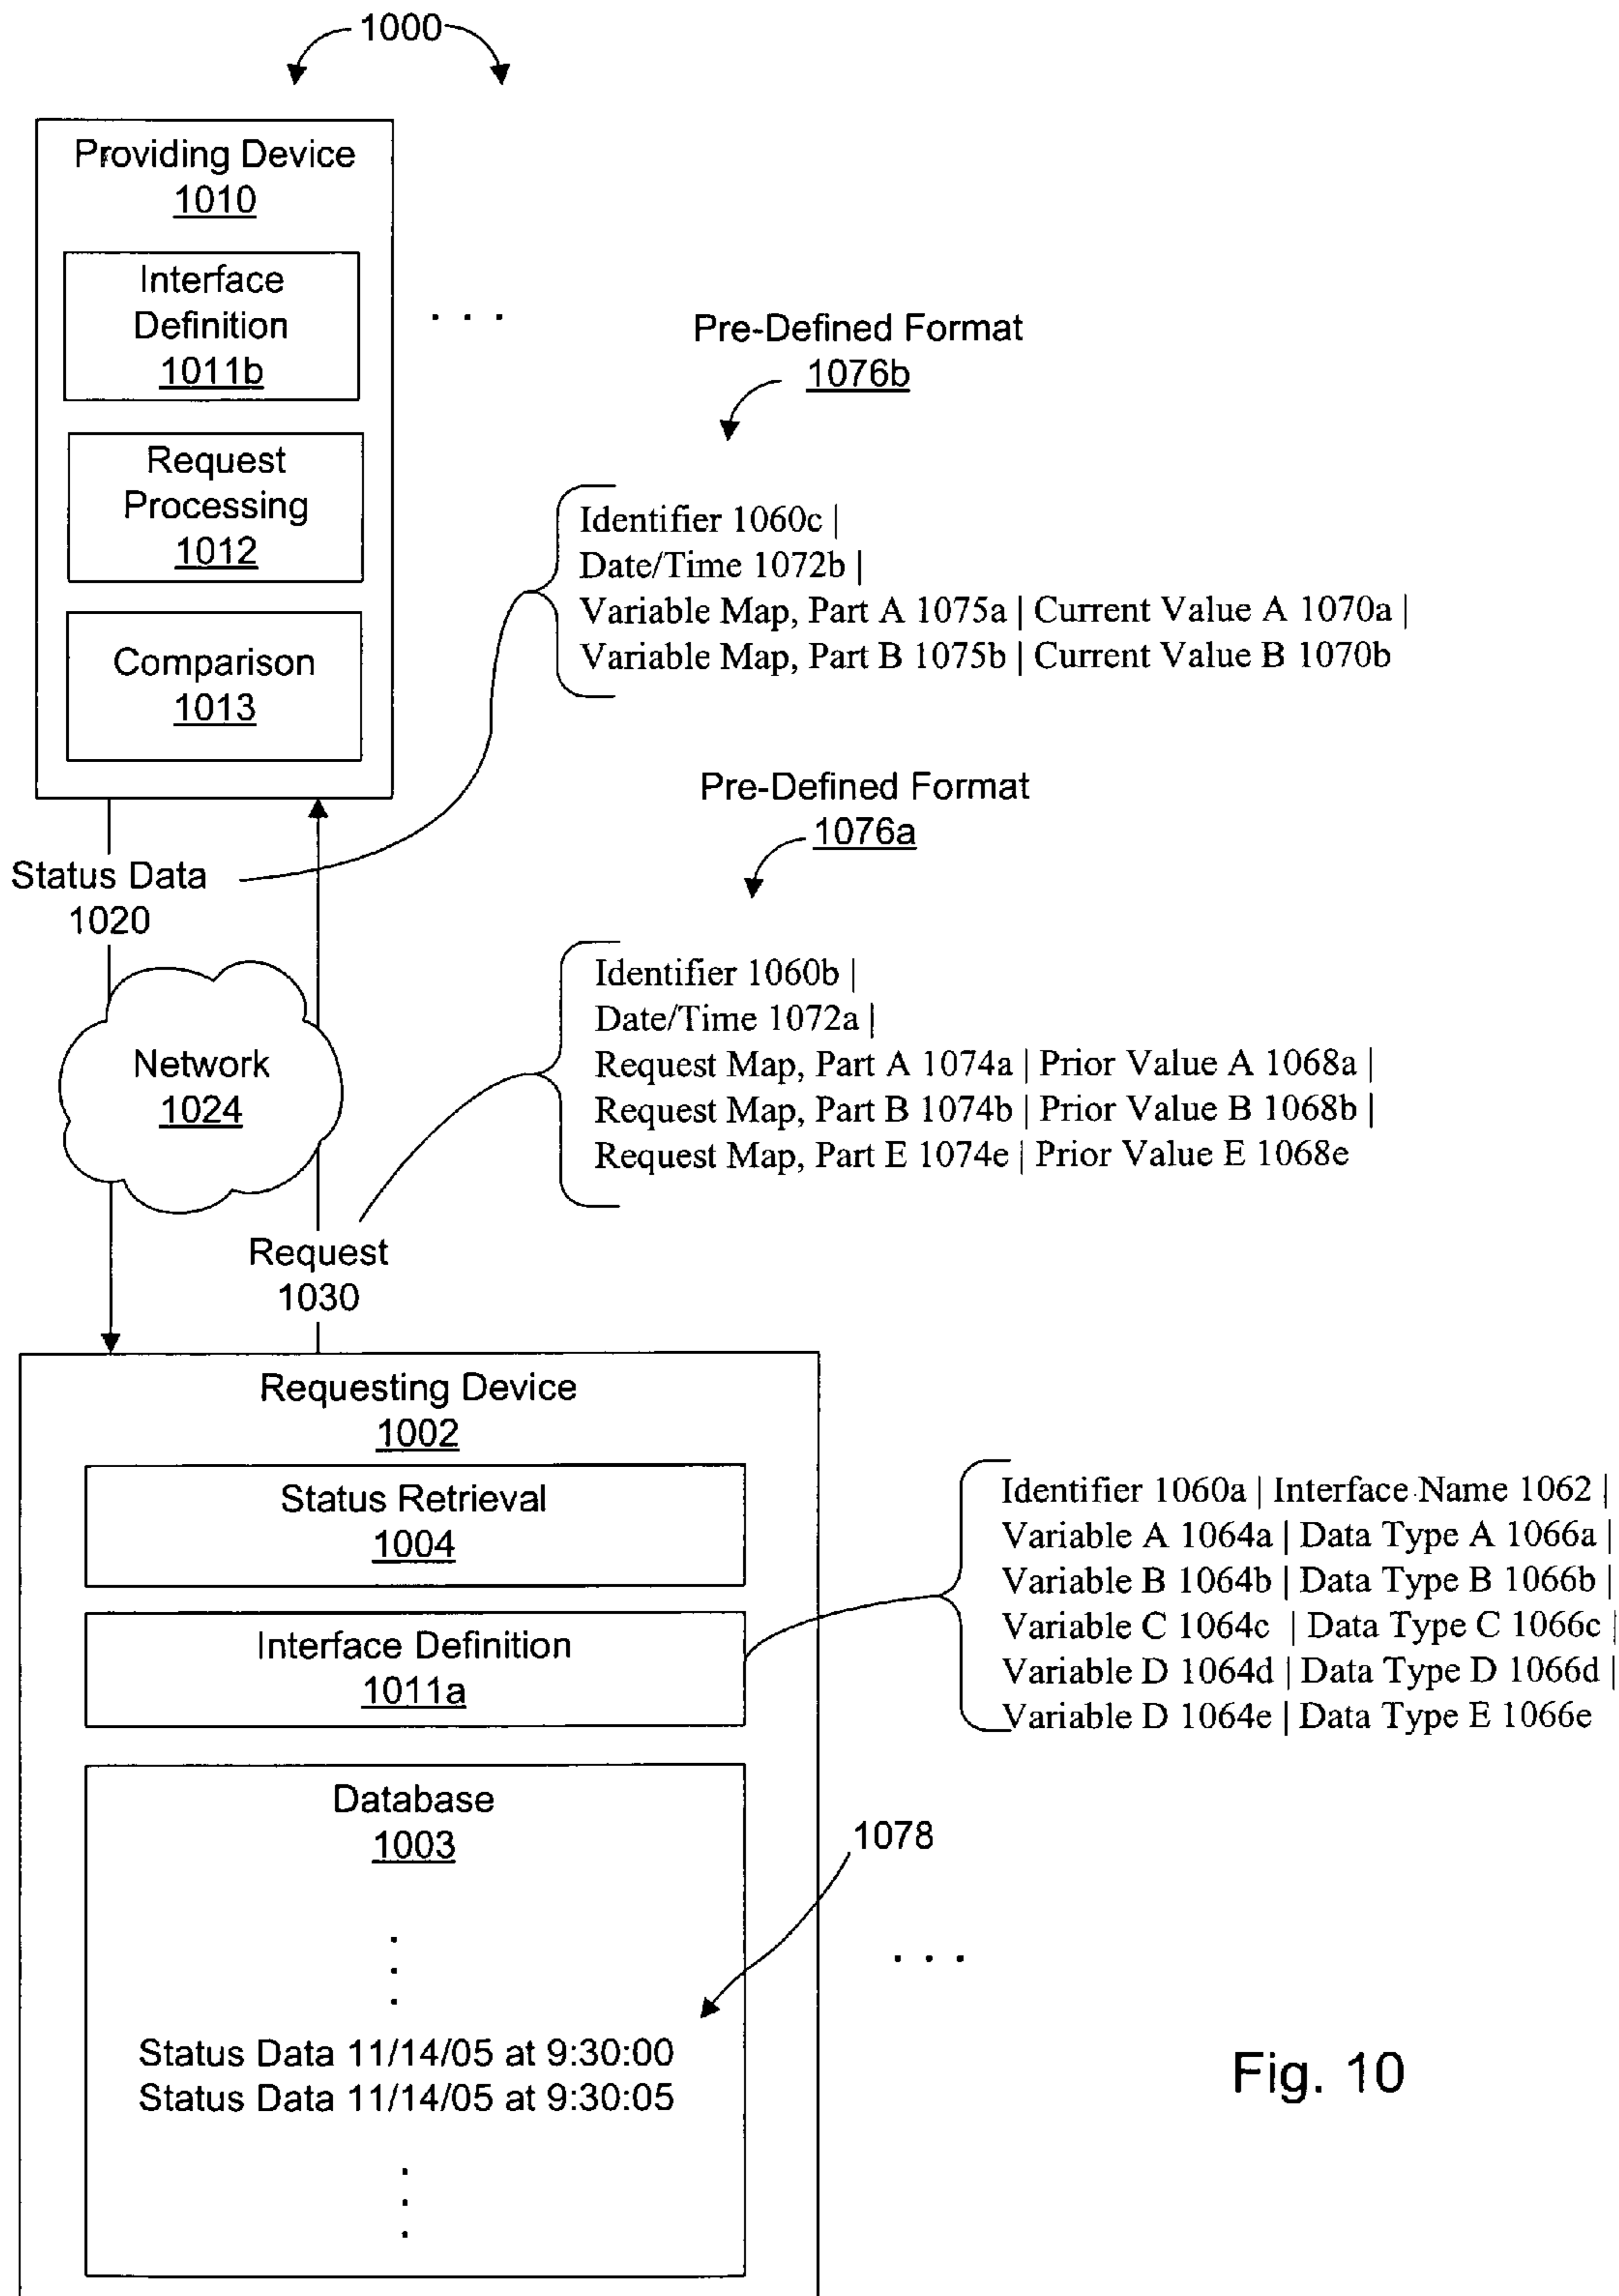 1000
Providing Device
1010
Interface
Definition
1011b
Request
Processing
1012
Comparison
1013
. . .
Pre-Defined Format
1076b
Identifier 1060c |
Date/Time 1072b |
Variable Map, Part A 1075a | Current Value A 1070a |
Variable Map, Part B 1075b | Current Value B 1070b
Pre-Defined Format
1076a
Status Data
1020
Identifier 1060b |
Date/Time 1072a |
Request Map, Part A 1074a | Prior Value A 1068a |
Request Map, Part B 1074b | Prior Value B 1068b |
Request Map, Part E 1074e | Prior Value E 1068e
Network
1024
Request
1030
Requesting Device
1002
Status Retrieval
1004
Interface Definition
1011a
Identifier 1060a | Interface Name 1062 |
Variable A 1064a | Data Type A 1066a |
Variable B 1064b | Data Type B 1066b |
Variable C 1064c | Data Type C 1066c |
Variable D 1064d | Data Type D 1066d |
Variable D 1064e | Data Type E 1066e
Database
1003
1078
. . .
Status Data 11/14/05 at 9:30:00
Status Data 11/14/05 at 9:30:05
Fig. 10